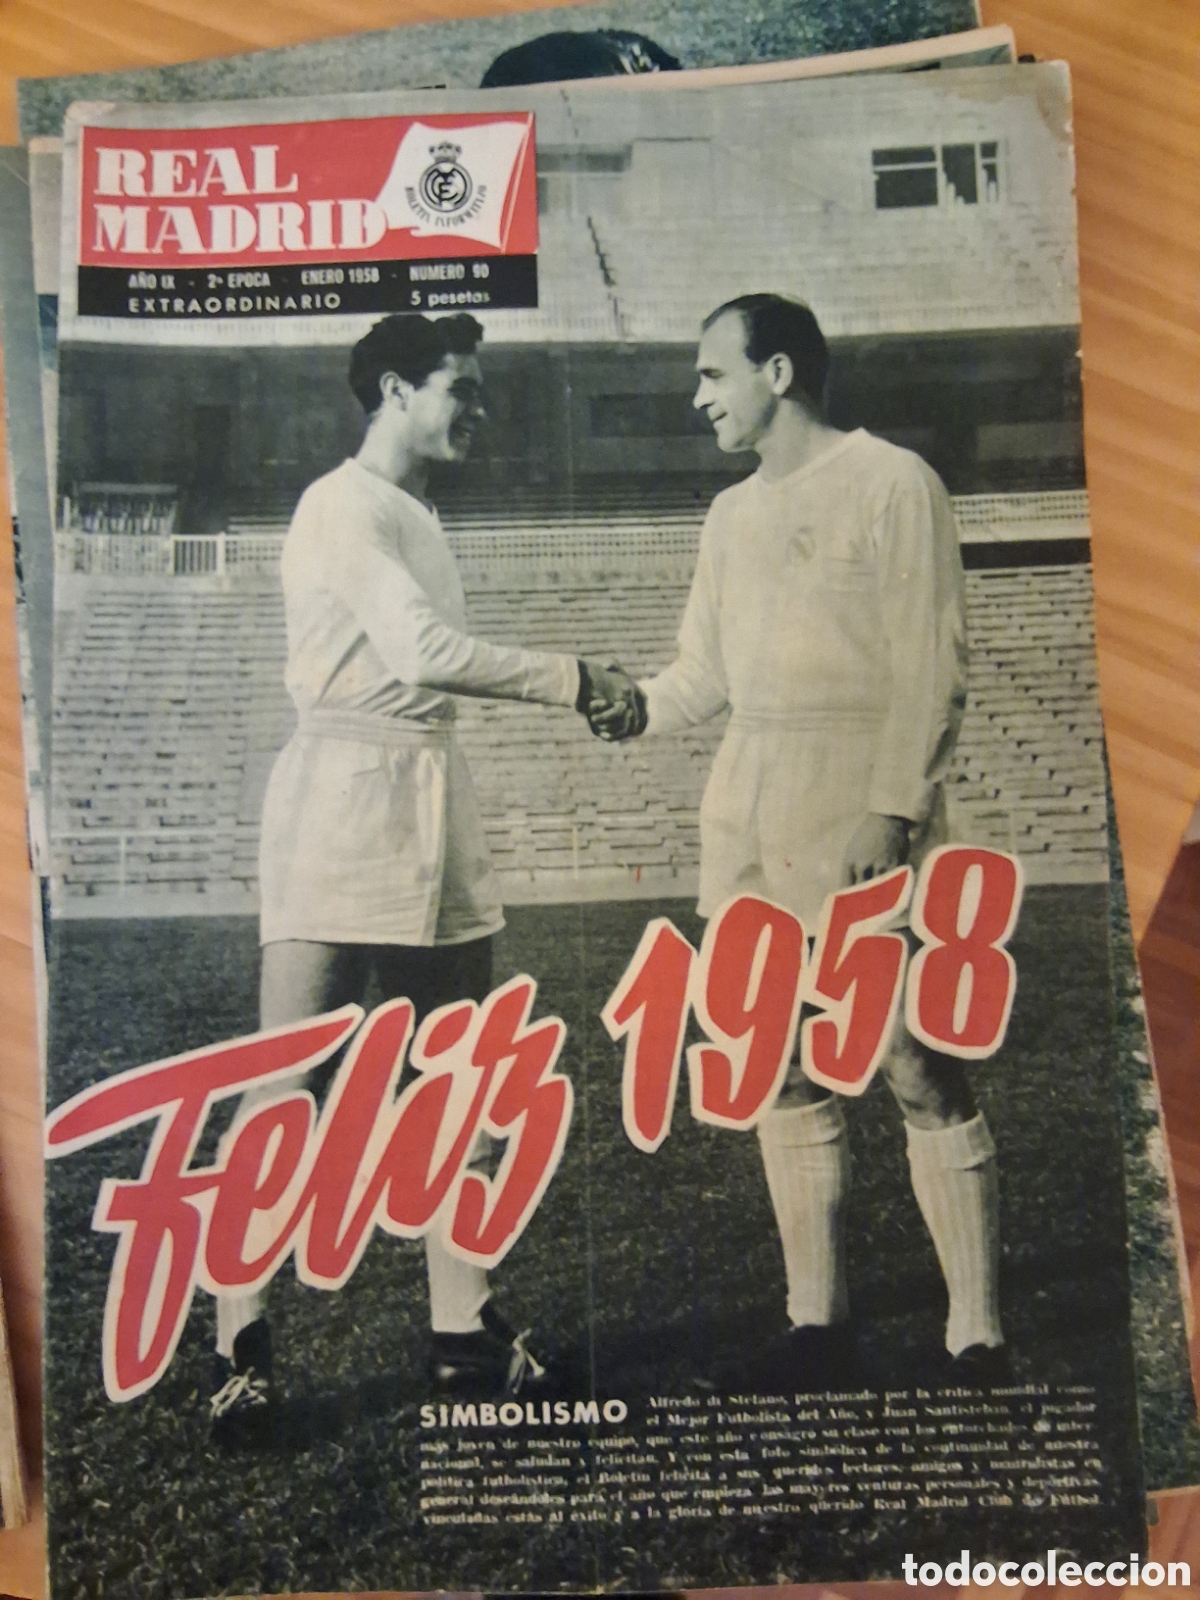 REAL
MADRID
BOLETIN INFORMATIVO
AÑO IX - 2ª EPOCA - ENERO 1958 - NUMERO 90
EXTRAORDINARIO 5 pesetas
Feliz 1958
SIMBOLISMO Alfredo di Stefano, proclamado por la crítica mundial como
el Mejor Futbolista del Año, y Juan Santisteban, el jugador
más joven de nuestro equipo, que este año consagró su clase con los entorchados de inter-
nacional, se saludan y felicitan. Y con esta foto simbólica de la continuidad de nuestra
política futbolística, el Boletín felicita a sus queridos lectores, amigos y madridistas en
general deseándoles para el año que empieza las mayores venturas personales y deportivas
vinculadas estas al éxito y a la gloria de nuestro querido Real Madrid Club de Fútbol.
todocoleccion